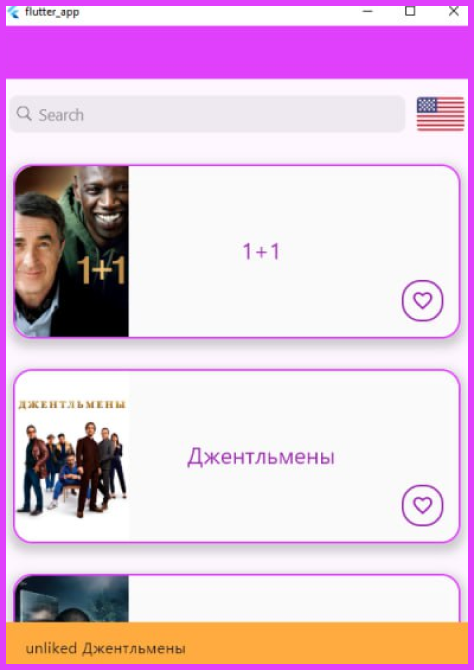 flutter_app
Search
1+1
1+1
ДЖЕНТЛЬМЕНЫ
Джентльмены
unliked Джентльмены